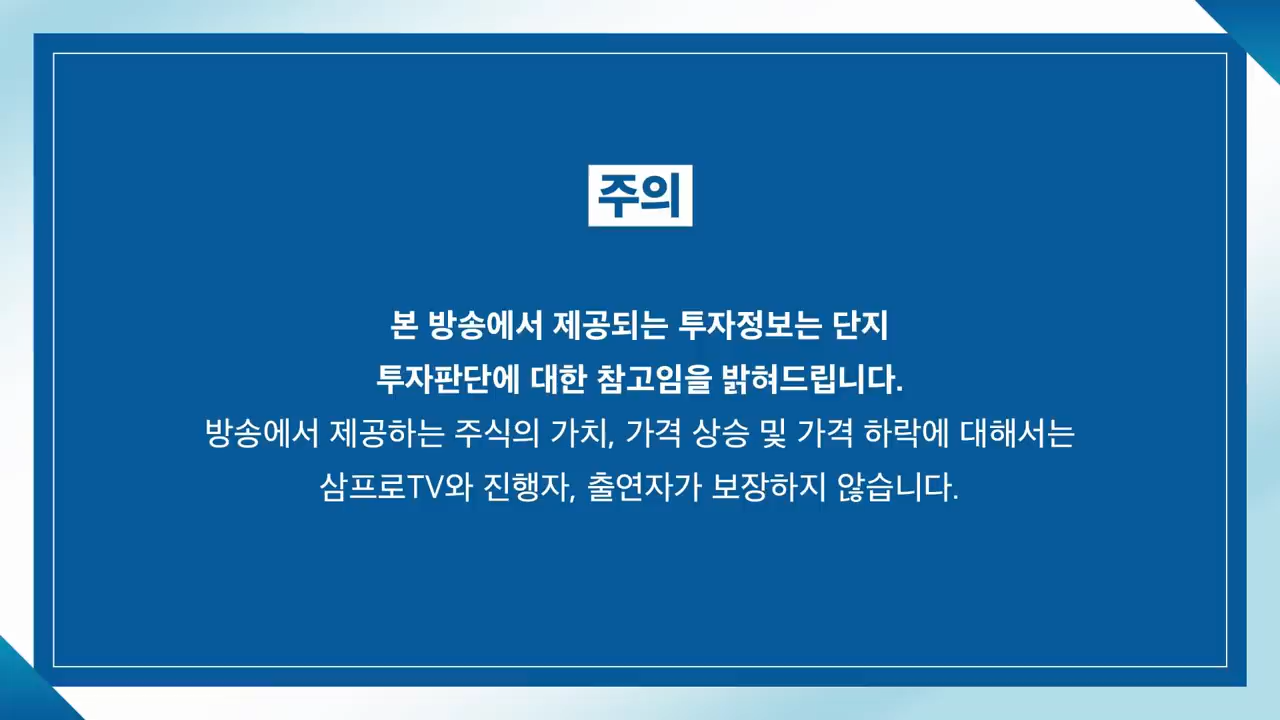 주의
본 방송에서 제공되는 투자정보는 단지
투자판단에 대한 참고임을 밝혀드립니다.
방송에서 제공하는 주식의 가치, 가격 상승 및 가격 하락에 대해서는
삼프로TV와 진행자, 출연자가 보장하지 않습니다.